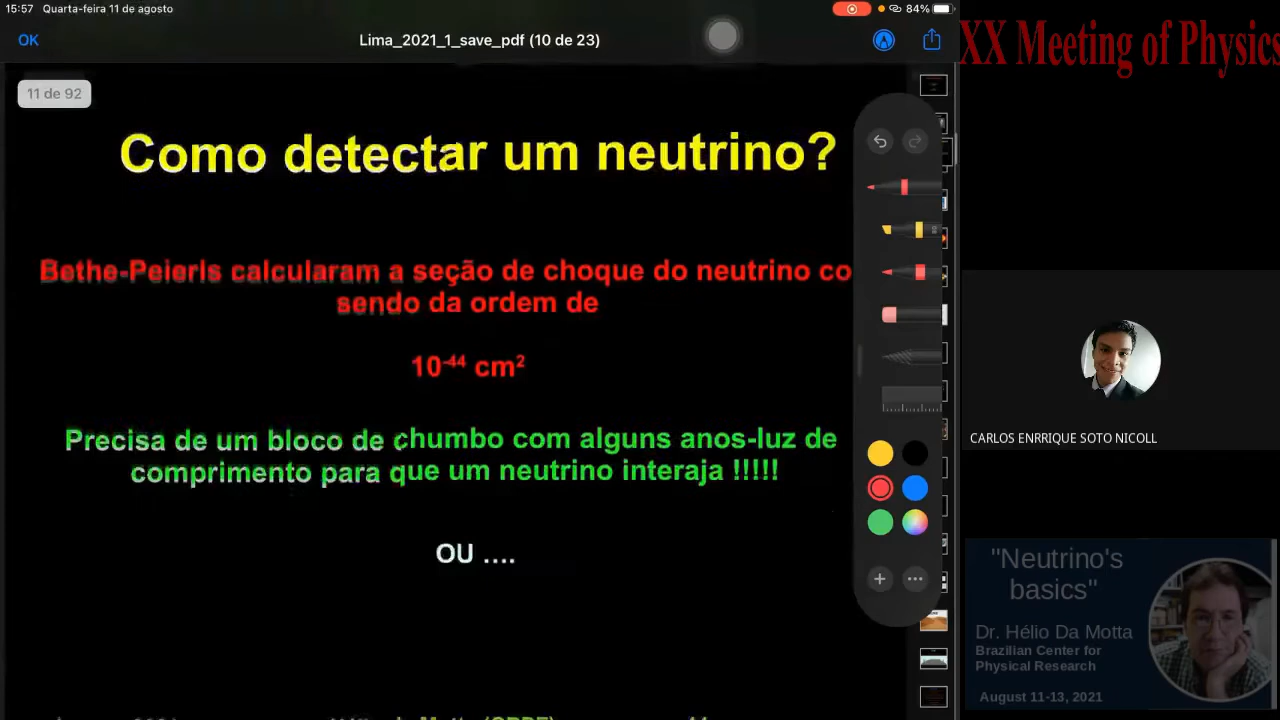 15:57 Quarta-feira 11 de agosto
84%
OK
Lima_2021_1_save_pdf (10 de 23)
11 de 92
Como detectar um neutrino?
Bethe-Peierls calcularam a seção de choque do neutrino co
sendo da ordem de
10⁻⁴⁴ cm²
Precisa de um bloco de chumbo com alguns anos-luz de
comprimento para que um neutrino interaja !!!!!
OU ....
XX Meeting of Physics
CARLOS ENRRIQUE SOTO NICOLL
"Neutrino's
basics"
Dr. Hélio Da Motta
Brazilian Center for
Physical Research
August 11-13, 2021